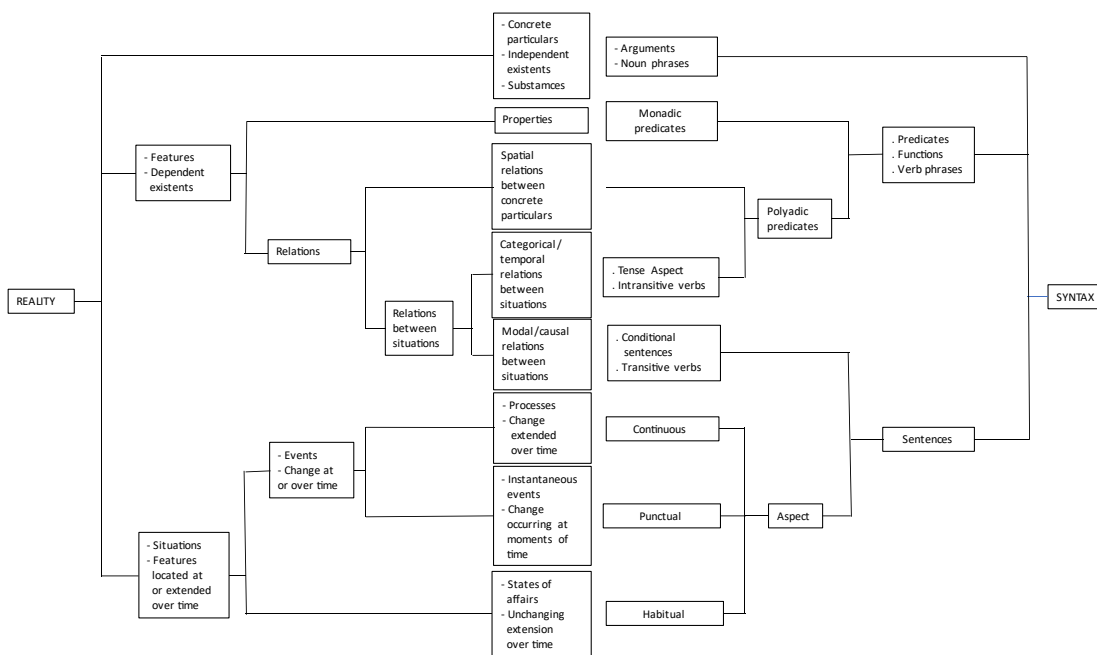 - Concrete
particulars
- Independent
existents
- Substamces
- Arguments
- Noun phrases
Properties
Monadic
predicates
- Features
- Dependent
existents
Spatial
relations
between
concrete
particulars
. Predicates
. Functions
. Verb phrases
Polyadic
predicates
Relations
Categorical/
temporal
relations
between
situations
. Tense Aspect
. Intransitive verbs
REALITY
SYNTAX
Relations
between
situations
Modal/causal
relations
between
situations
. Conditional
sentences
. Transitive verbs
- Processes
- Change
extended
over time
Continuous
Sentences
- Events
- Change at
or over time
- Instantaneous
events
- Change
occurring at
moments of
time
Punctual
Aspect
- Situations
- Features
located at
or extended
over time
- States of
affairs
- Unchanging
extension
over time
Habitual